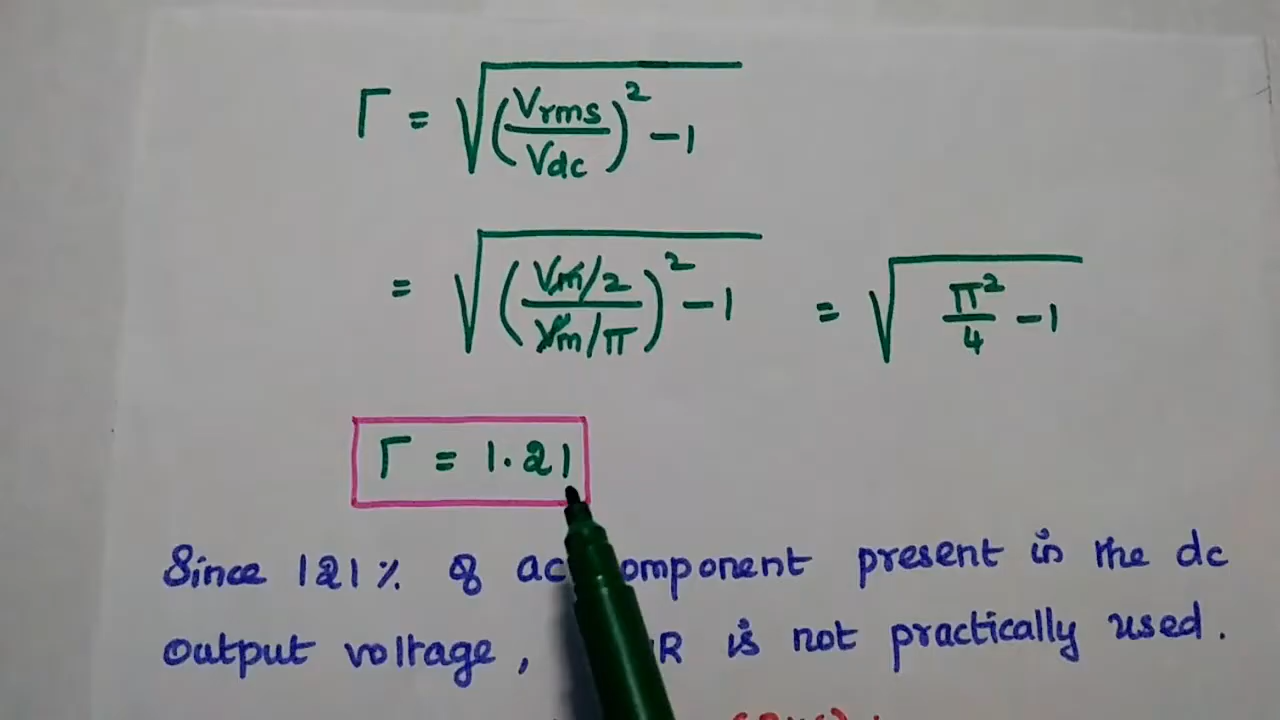 Γ = √((Vrms/Vdc)² − 1)
= √((Vm/2 / Vm/π)² − 1) = √(π²/4 − 1)
Γ = 1.21
Since 121% of ac component present in the dc
output voltage, is not practically used.